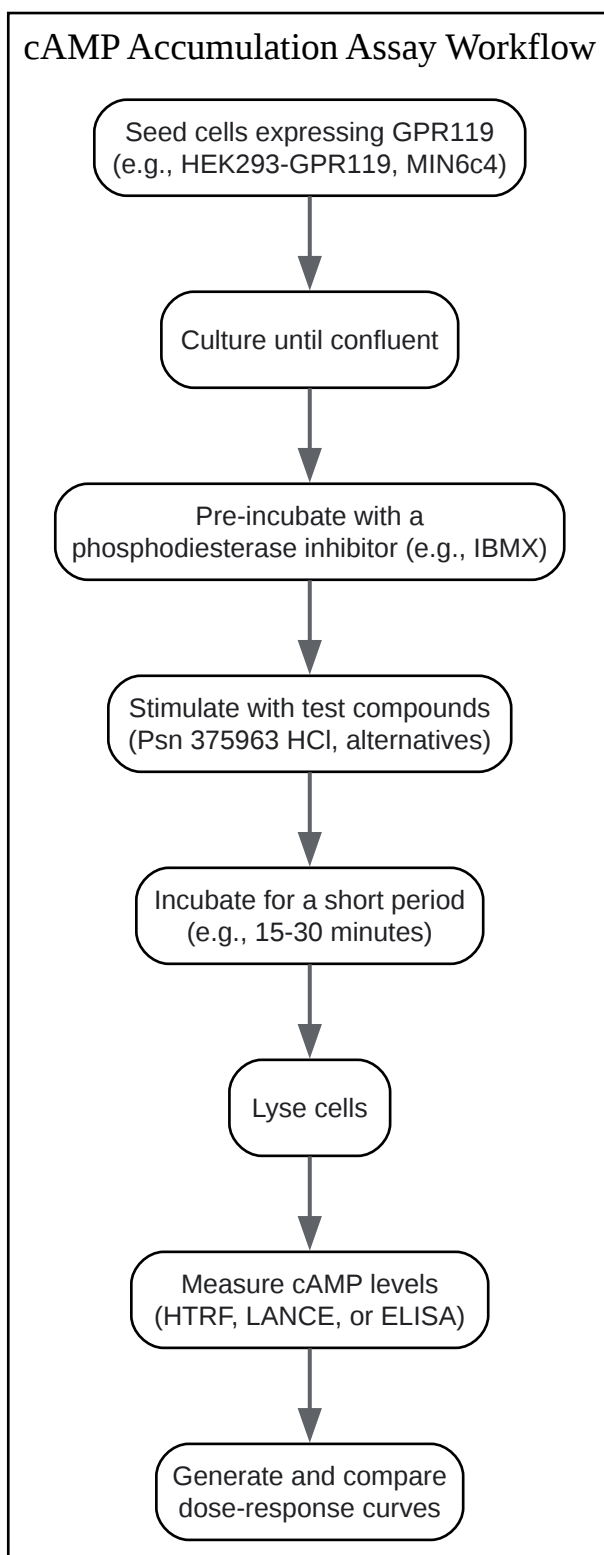 cAMP Accumulation Assay Workflow
Seed cells expressing GPR119
(e.g., HEK293-GPR119, MIN6c4)
Culture until confluent
Pre-incubate with a
phosphodiesterase inhibitor (e.g., IBMX)
Stimulate with test compounds
(Psn 375963 HCl, alternatives)
Incubate for a short period
(e.g., 15-30 minutes)
Lyse cells
Measure cAMP levels
(HTRF, LANCE, or ELISA)
Generate and compare
dose-response curves